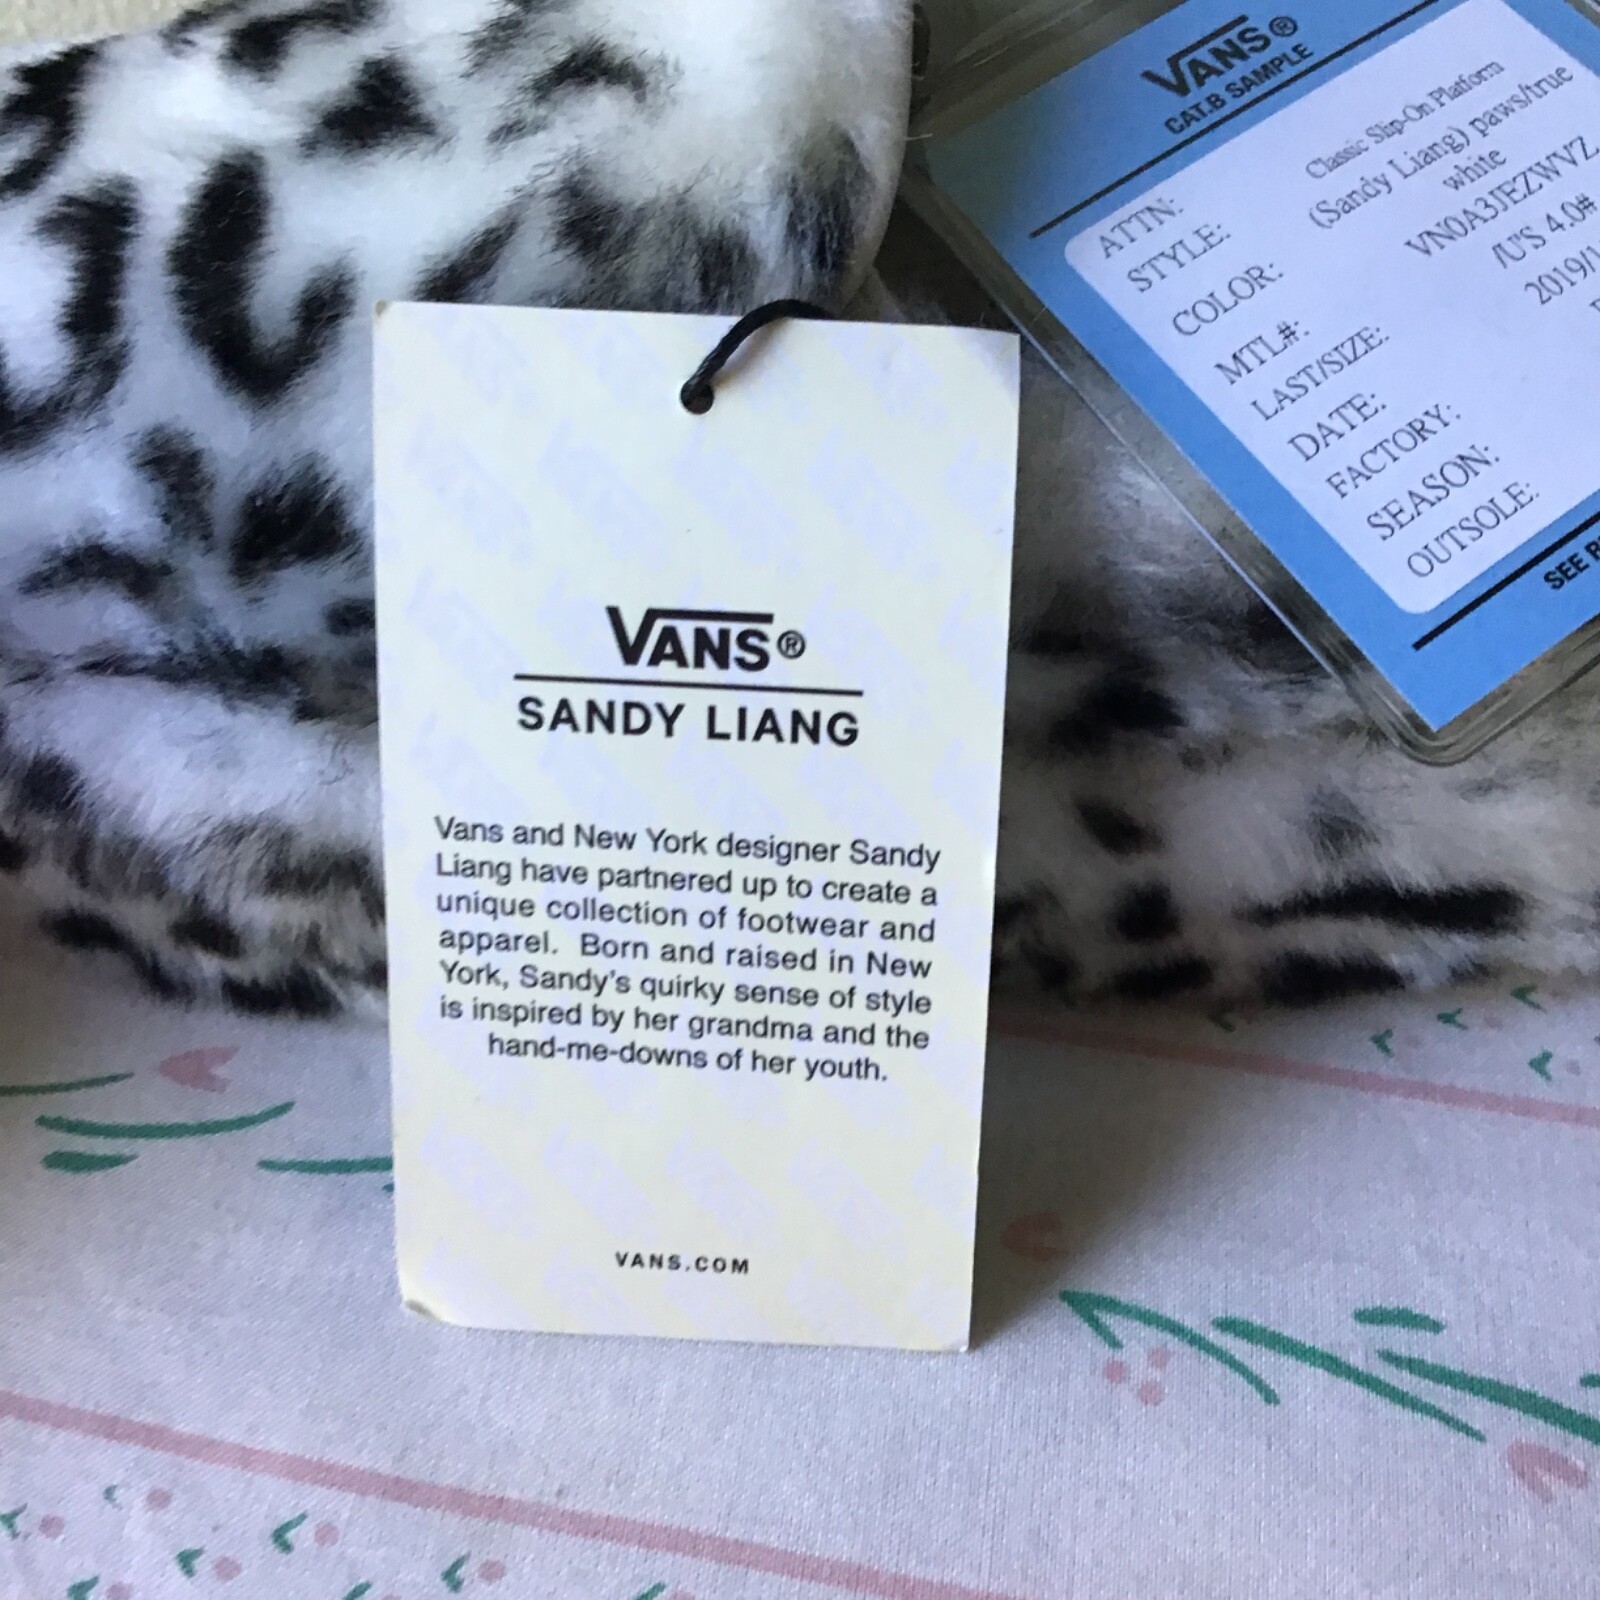 VANS®
SANDY LIANG
Vans and New York designer Sandy
Liang have partnered up to create a
unique collection of footwear and
apparel. Born and raised in New
York, Sandy's quirky sense of style
is inspired by her grandma and the
hand-me-downs of her youth.
VANS.COM
VANS®
CAT.B SAMPLE
ATTN:
STYLE: Classic Slip-On Platform
COLOR: (Sandy Liang) paws/true
white
MTL#: VN0A3JEZWVZ
LAST/SIZE: /U'S 4.0#
DATE: 2019/1
FACTORY:
SEASON:
OUTSOLE:
SEE